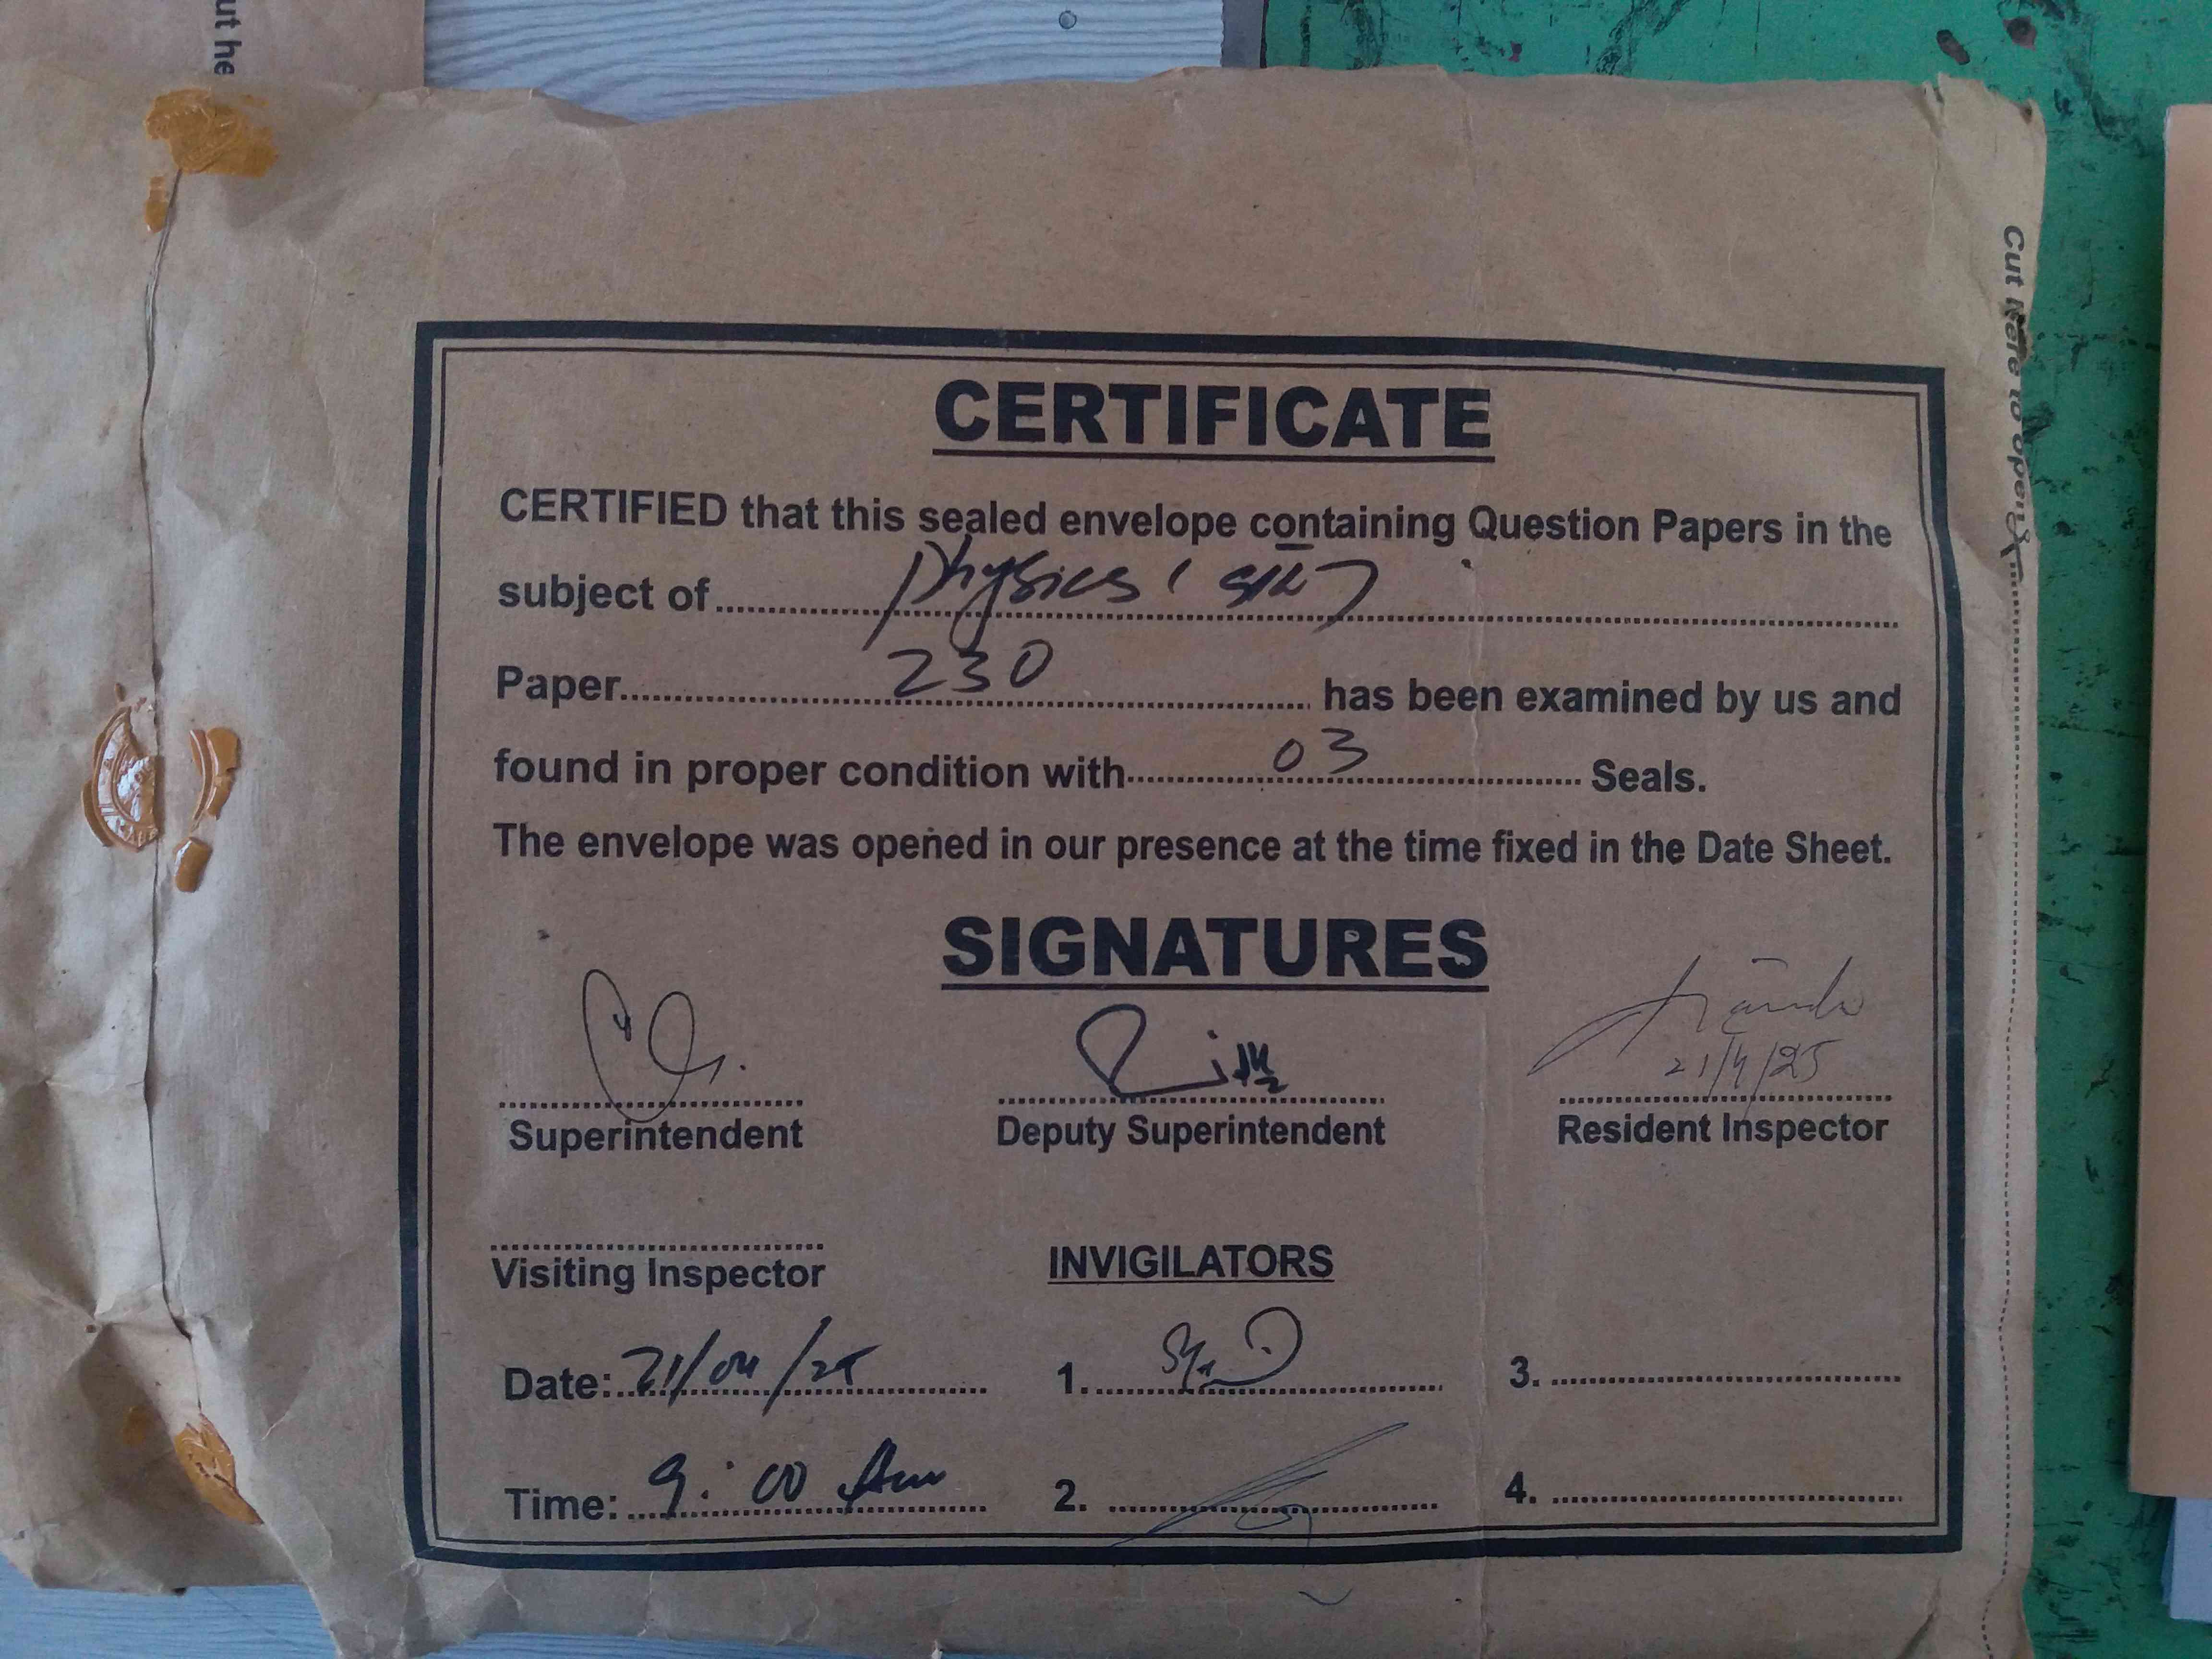 ut he
Cut Here to open
CERTIFICATE
CERTIFIED that this sealed envelope containing Question Papers in the
subject of Physics (
Paper 230 has been examined by us and
found in proper condition with 03 Seals.
The envelope was opened in our presence at the time fixed in the Date Sheet.
SIGNATURES
21/4/25
Superintendent Deputy Superintendent Resident Inspector
Visiting Inspector INVIGILATORS
Date: 21/04/25 1. 3.
Time: 9:00 Am 2. 4.